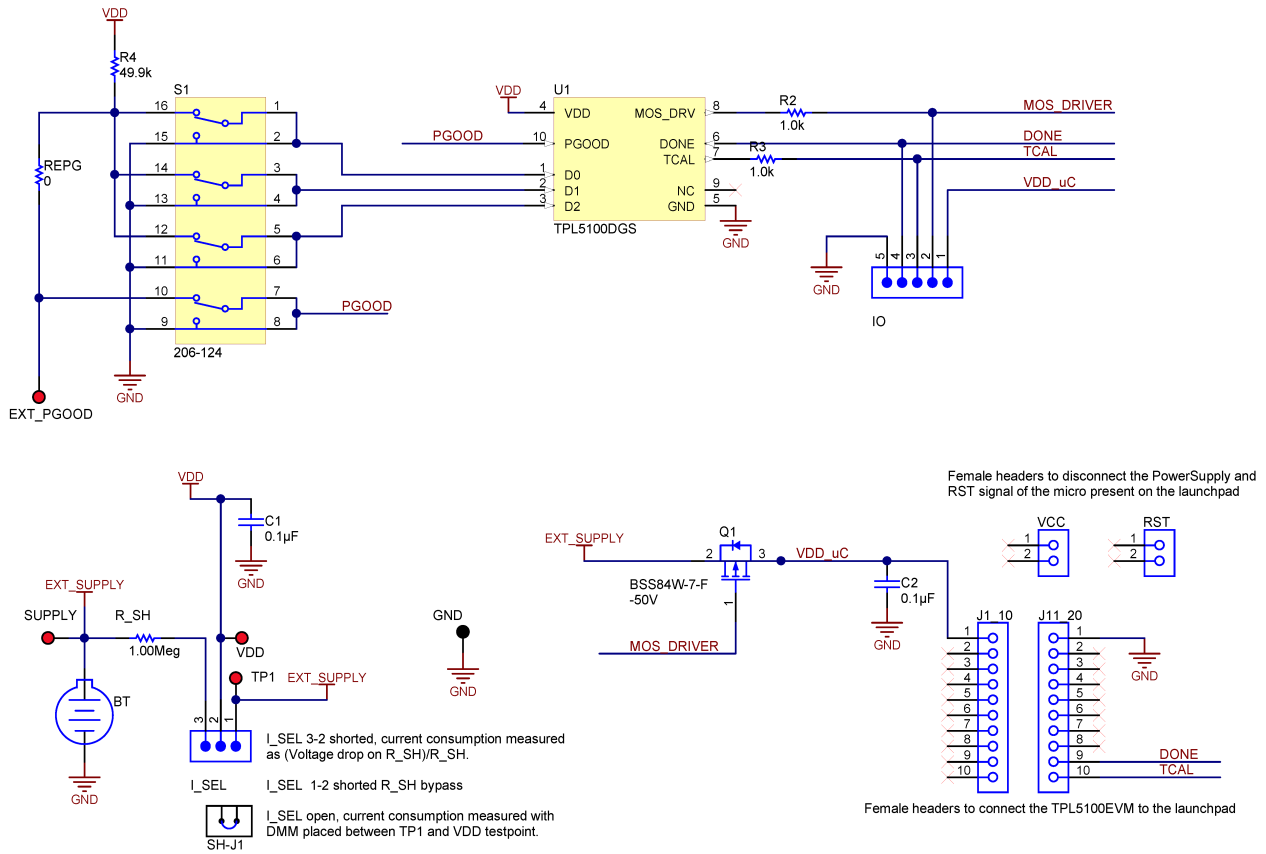 VDD
R4
49.9k
S1
16 1
15 2
14 3
13 4
12 5
11 6
10 7
9 8
206-124
REPG
0
GND
EXT_PGOOD
PGOOD
VDD
PGOOD
U1
4 VDD MOS_DRV 8
10 PGOOD DONE 6
TCAL 7
1 D0
2 D1 NC 9
3 D2 GND 5
TPL5100DGS
GND
R2
1.0k
R3
1.0k
MOS_DRIVER
DONE
TCAL
VDD_uC
5 4 3 2 1
GND
IO
VDD
C1
0.1µF
GND
EXT_SUPPLY
SUPPLY
R_SH
1.00Meg
VDD
TP1
EXT_SUPPLY
BT
GND
3 2 1
I_SEL
SH-J1
I_SEL 3-2 shorted, current consumption measured
as (Voltage drop on R_SH)/R_SH.
I_SEL 1-2 shorted R_SH bypass
I_SEL open, current consumption measured with
DMM placed between TP1 and VDD testpoint.
GND
GND
EXT_SUPPLY
Q1
2 3
1
BSS84W-7-F
-50V
MOS_DRIVER
VDD_uC
C2
0.1µF
GND
Female headers to disconnect the PowerSupply and
RST signal of the micro present on the launchpad
VCC
1
2
RST
1
2
J1_10
1
2
3
4
5
6
7
8
9
10
J11_20
1
2
3
4
5
6
7
8
9
10
GND
DONE
TCAL
Female headers to connect the TPL5100EVM to the launchpad